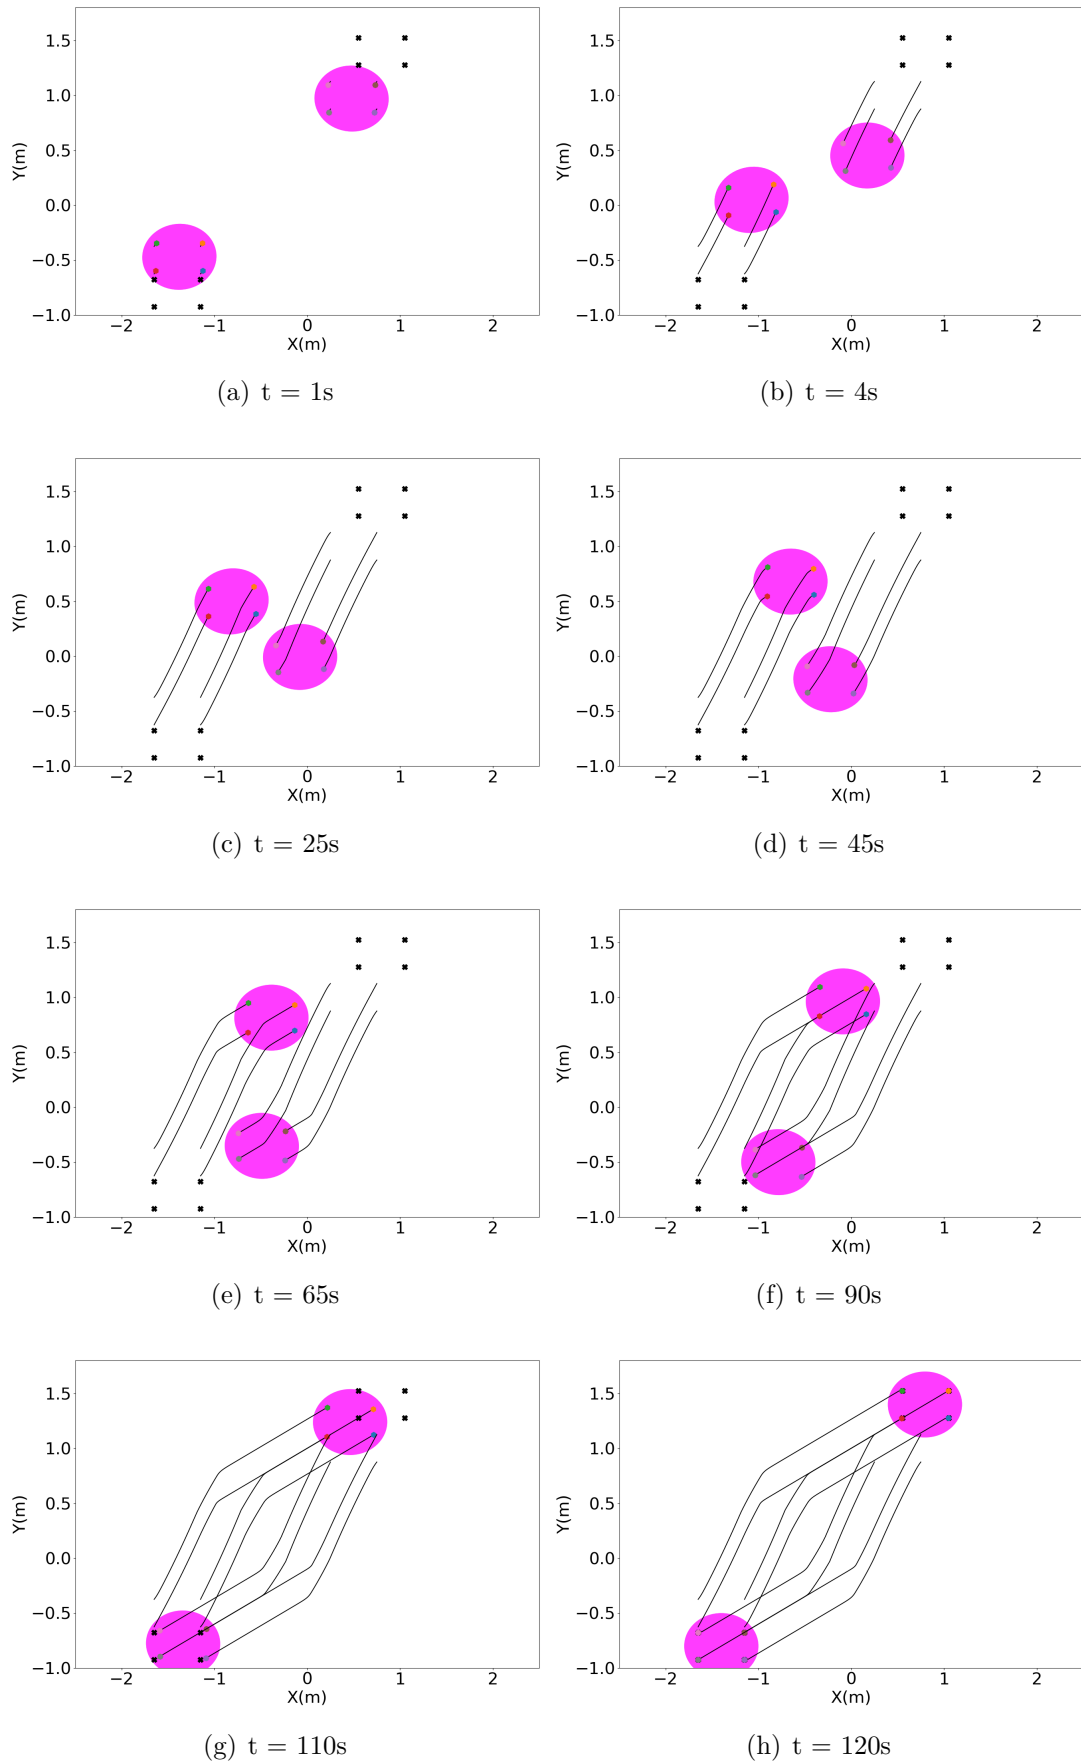 1.5
1.0
0.5
0.0
−0.5
−1.0
Y(m)
−2 −1 0 1 2
X(m)
(a) t = 1s
1.5
1.0
0.5
0.0
−0.5
−1.0
Y(m)
−2 −1 0 1 2
X(m)
(b) t = 4s
1.5
1.0
0.5
0.0
−0.5
−1.0
Y(m)
−2 −1 0 1 2
X(m)
(c) t = 25s
1.5
1.0
0.5
0.0
−0.5
−1.0
Y(m)
−2 −1 0 1 2
X(m)
(d) t = 45s
1.5
1.0
0.5
0.0
−0.5
−1.0
Y(m)
−2 −1 0 1 2
X(m)
(e) t = 65s
1.5
1.0
0.5
0.0
−0.5
−1.0
Y(m)
−2 −1 0 1 2
X(m)
(f) t = 90s
1.5
1.0
0.5
0.0
−0.5
−1.0
Y(m)
−2 −1 0 1 2
X(m)
(g) t = 110s
1.5
1.0
0.5
0.0
−0.5
−1.0
Y(m)
−2 −1 0 1 2
X(m)
(h) t = 120s